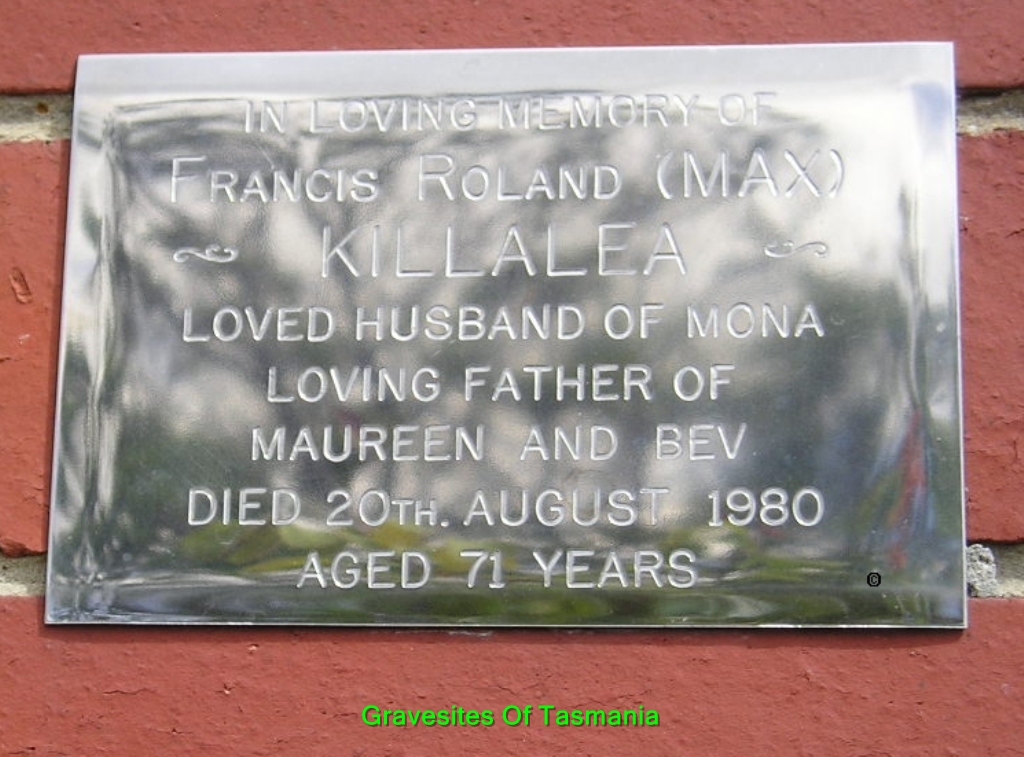 IN LOVING MEMORY OF
FRANCIS ROLAND (MAX)
KILLALEA
LOVED HUSBAND OF MONA
LOVING FATHER OF
MAUREEN AND BEV
DIED 20TH. AUGUST 1980
AGED 71 YEARS
©
Gravesites Of Tasmania